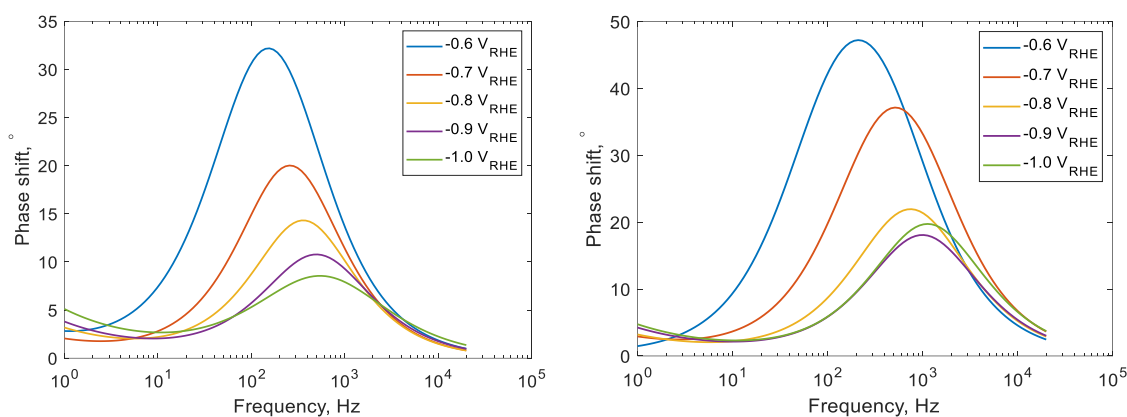 35
30
25
20
15
10
5
0
10^0
10^1
10^2
10^3
10^4
10^5
Phase shift, °
Frequency, Hz
-0.6 V_RHE
-0.7 V_RHE
-0.8 V_RHE
-0.9 V_RHE
-1.0 V_RHE
50
40
30
20
10
0
10^0
10^1
10^2
10^3
10^4
10^5
Phase shift, °
Frequency, Hz
-0.6 V_RHE
-0.7 V_RHE
-0.8 V_RHE
-0.9 V_RHE
-1.0 V_RHE